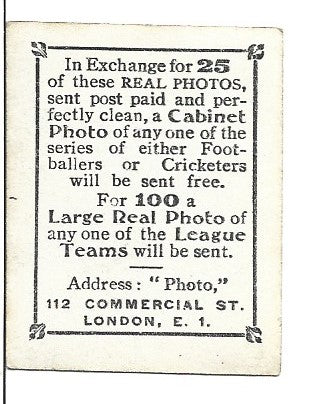 In Exchange for 25
of these REAL PHOTOS,
sent post paid and per-
fectly clean, a Cabinet
Photo of any one of the
series of either Foot-
ballers or Cricketers
will be sent free.
For 100 a
Large Real Photo of
any one of the League
Teams will be sent.
Address: "Photo,"
112 COMMERCIAL ST.
LONDON, E. 1.